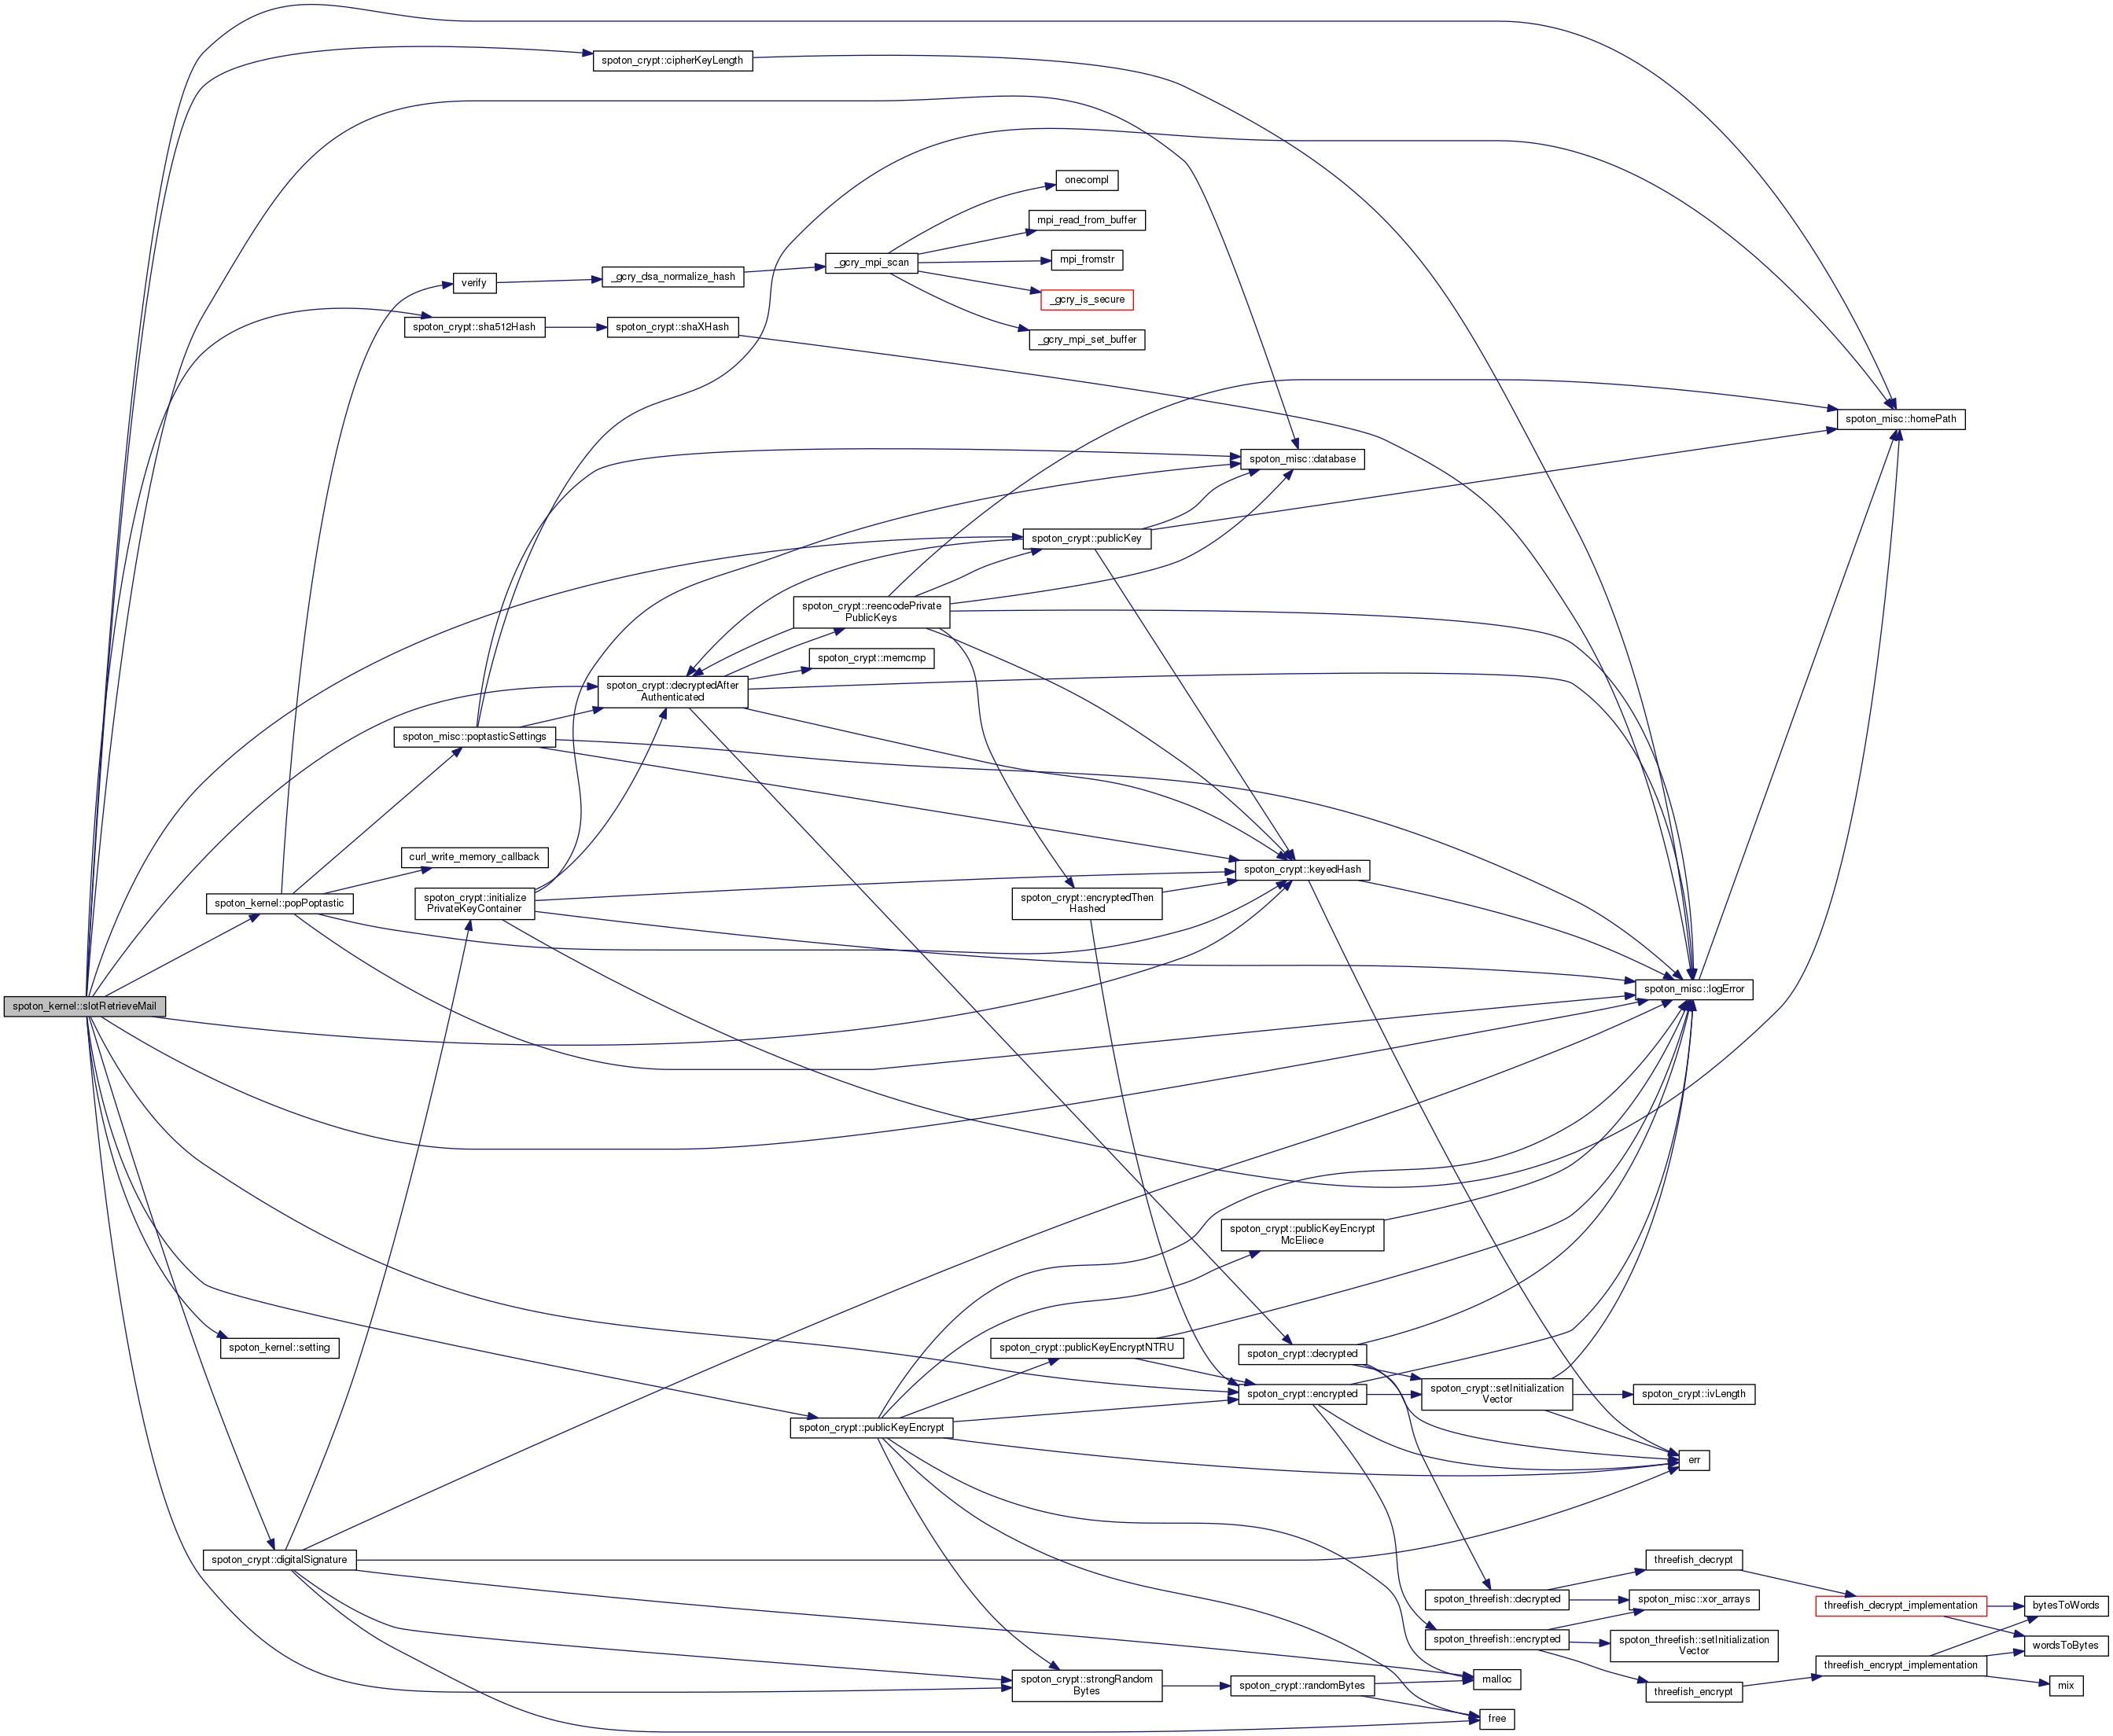 spoton_crypt::cipherKeyLength
onecompl
mpi_read_from_buffer
mpi_fromstr
_gcry_mpi_scan
_gcry_dsa_normalize_hash
verify
_gcry_is_secure
_gcry_mpi_set_buffer
spoton_crypt::sha512Hash
spoton_crypt::shaXHash
spoton_misc::homePath
spoton_misc::database
spoton_crypt::publicKey
spoton_crypt::reencodePrivate
PublicKeys
spoton_crypt::memcmp
spoton_crypt::decryptedAfter
Authenticated
spoton_misc::poptasticSettings
curl_write_memory_callback
spoton_crypt::keyedHash
spoton_kernel::popPoptastic
spoton_crypt::initialize
PrivateKeyContainer
spoton_crypt::encryptedThen
Hashed
spoton_misc::logError
spoton_kernel::slotRetrieveMail
spoton_crypt::publicKeyEncrypt
McEliece
spoton_kernel::setting
spoton_crypt::publicKeyEncryptNTRU
spoton_crypt::decrypted
spoton_crypt::encrypted
spoton_crypt::setInitialization
Vector
spoton_crypt::ivLength
spoton_crypt::publicKeyEncrypt
err
spoton_crypt::digitalSignature
threefish_decrypt
spoton_threefish::decrypted
spoton_misc::xor_arrays
threefish_decrypt_implementation
bytesToWords
spoton_threefish::encrypted
spoton_threefish::setInitialization
Vector
wordsToBytes
threefish_encrypt_implementation
spoton_crypt::strongRandom
Bytes
spoton_crypt::randomBytes
malloc
threefish_encrypt
mix
free